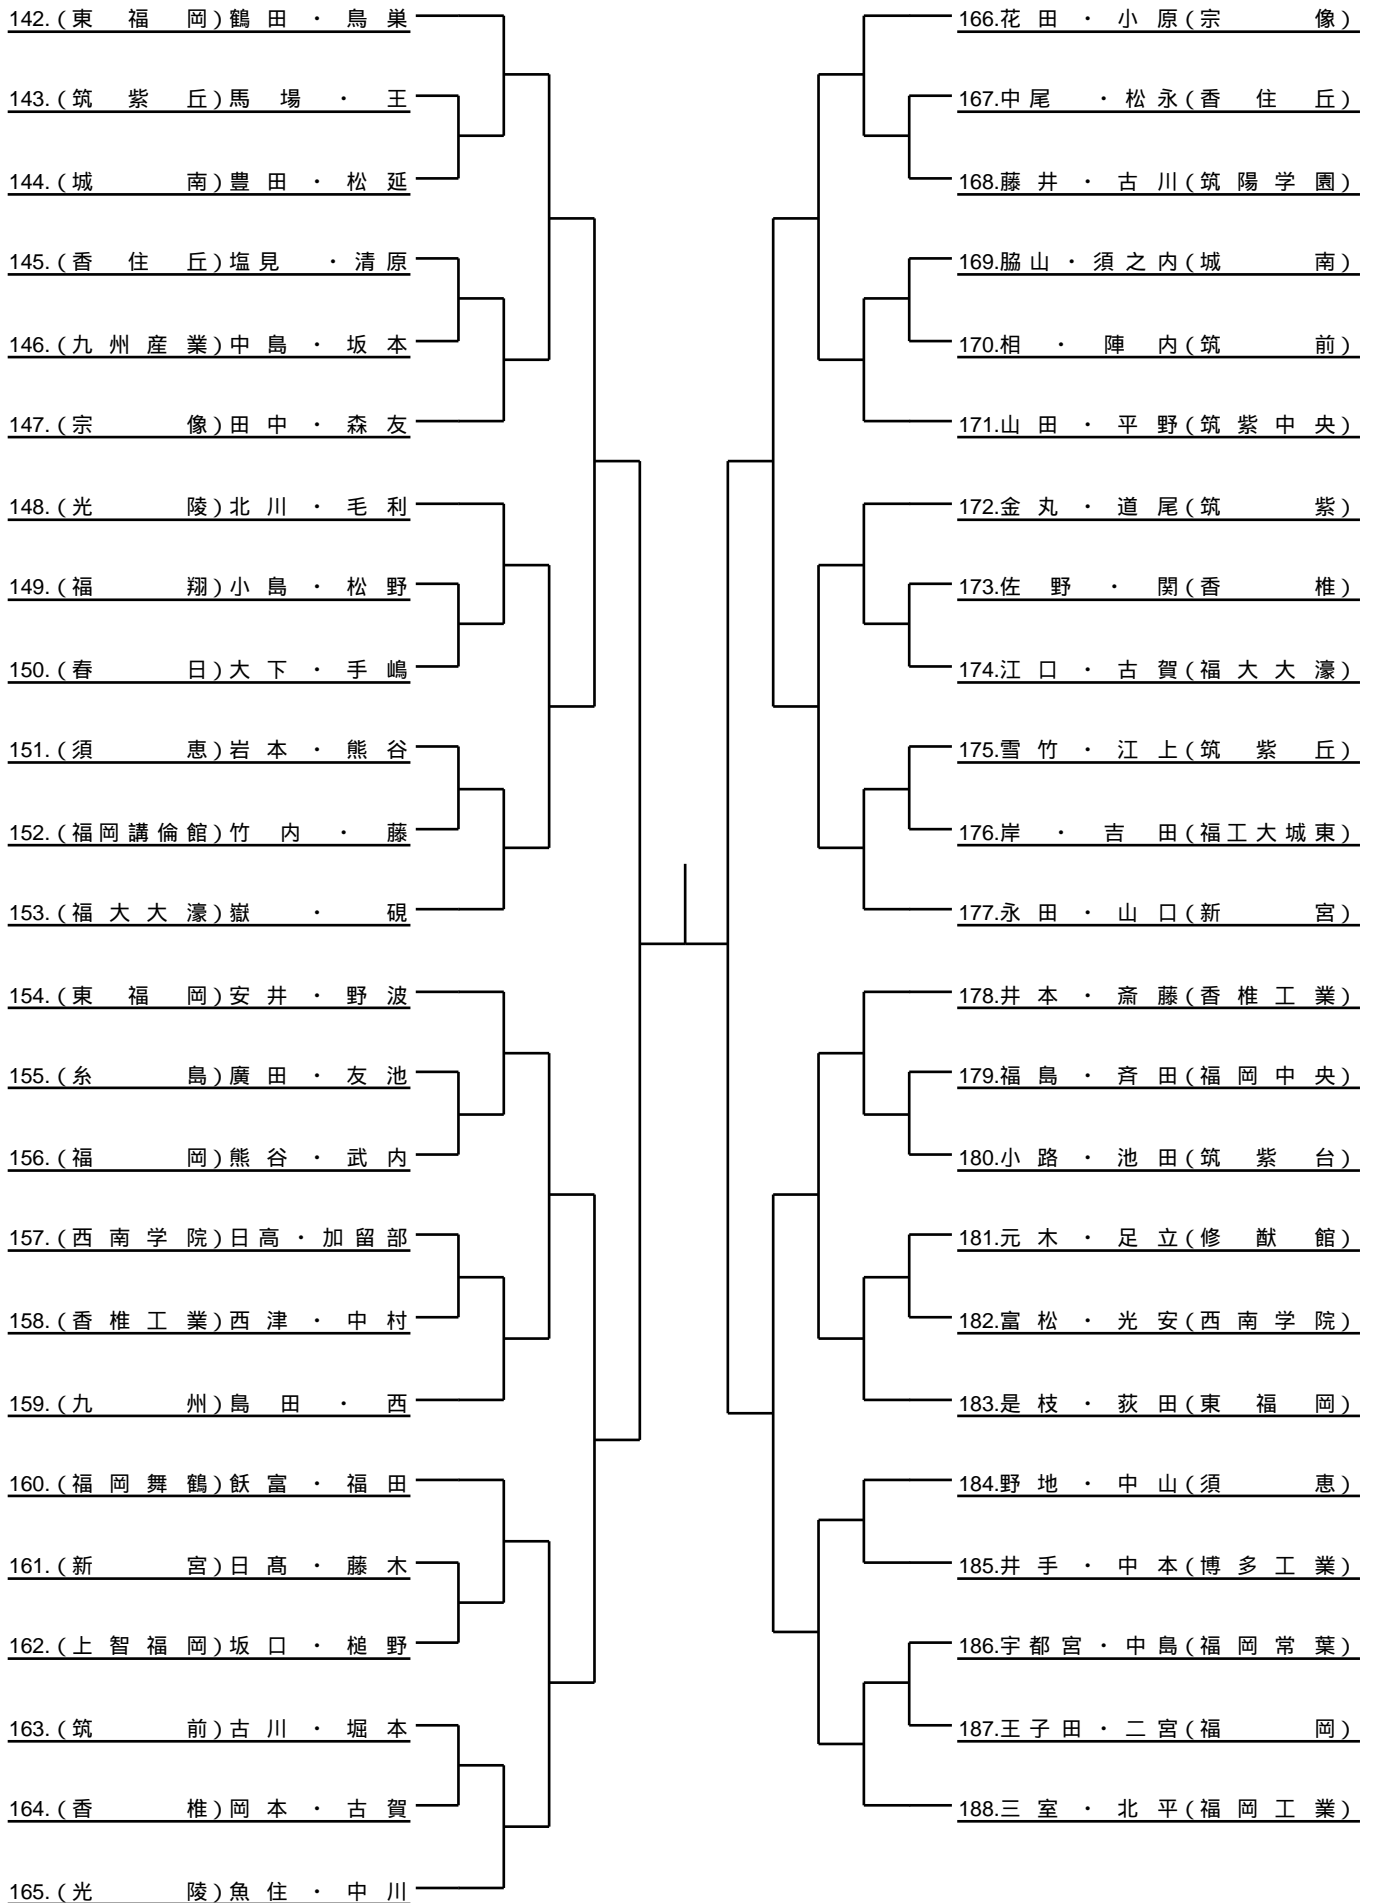 142.(東福岡)鶴田・鳥巣
143.(筑紫丘)馬場・王
144.(城南)豊田・松延
145.(香住丘)塩見・清原
146.(九州産業)中島・坂本
147.(宗像)田中・森友
148.(光陵)北川・毛利
149.(福翔)小島・松野
150.(春日)大下・手嶋
151.(須恵)岩本・熊谷
152.(福岡講倫館)竹内・藤
153.(福大大濠)嶽・硯
154.(東福岡)安井・野波
155.(糸島)廣田・友池
156.(福岡)熊谷・武内
157.(西南学院)日高・加留部
158.(香椎工業)西津・中村
159.(九州)島田・西
160.(福岡舞鶴)飫富・福田
161.(新宮)日髙・藤木
162.(上智福岡)坂口・槌野
163.(筑前)古川・堀本
164.(香椎)岡本・古賀
165.(光陵)魚住・中川
166.花田・小原(宗像)
167.中尾・松永(香住丘)
168.藤井・古川(筑陽学園)
169.脇山・須之内(城南)
170.相・陣内(筑前)
171.山田・平野(筑紫中央)
172.金丸・道尾(筑紫)
173.佐野・関(香椎)
174.江口・古賀(福大大濠)
175.雪竹・江上(筑紫丘)
176.岸・吉田(福工大城東)
177.永田・山口(新宮)
178.井本・斎藤(香椎工業)
179.福島・斉田(福岡中央)
180.小路・池田(筑紫台)
181.元木・足立(修猷館)
182.富松・光安(西南学院)
183.是枝・荻田(東福岡)
184.野地・中山(須恵)
185.井手・中本(博多工業)
186.宇都宮・中島(福岡常葉)
187.王子田・二宮(福岡)
188.三室・北平(福岡工業)